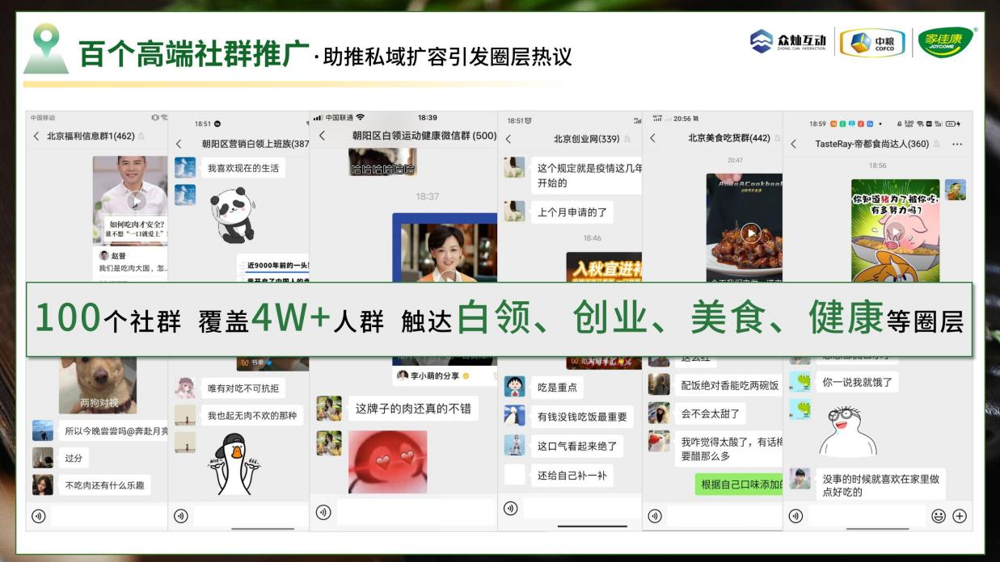 百个高端社群推广·助推私域扩容引发圈层热议
众灿互动
ZHONG CAN INTERACTION
中粮
COFCO
家佳康
JOYCOME
®
中国移动
北京福利信息群1(462)
如何吃肉才安全?
谁不想“一口就爱上”
赵普
我们是吃肉大国，怎...
两狗对视
所以今晚尝尝吗@奔赴月亮
过分
不吃肉还有什么乐趣
18:51
朝阳区营销白领上班族(387
我喜欢现在的生活
近9000年前的一头
书单
唯有对吃不可抗拒
我也起无肉不欢的那种
中国联通
18:39
朝阳区白领运动健康微信群 (500)
哈哈哈哈哈哈
18:37
李小萌的分享
这牌子的肉还真的不错
18:51
北京创业网(339)
这个规定就是疫情这几年
开始的
上个月申请的了
18:46
入秋宜进补
吃是重点
有钱没钱吃饭最重要
这口气看起来绝了
还给自己补一补
20:56
北京美食吃货群(442)
20:47
配饭绝对香能吃两碗饭
会不会太甜了
我咋觉得太酸了，有话梅
要醋那么多
根据自己口味添加的
18:59
TasteRay-帝都食尚达人(360)
18:56
你知道猪为了被你吃
有多努力吗?
你一说我就饿了
没事的时候就喜欢在家里做
点好吃的
100个社群 覆盖4W+人群 触达白领、创业、美食、健康等圈层